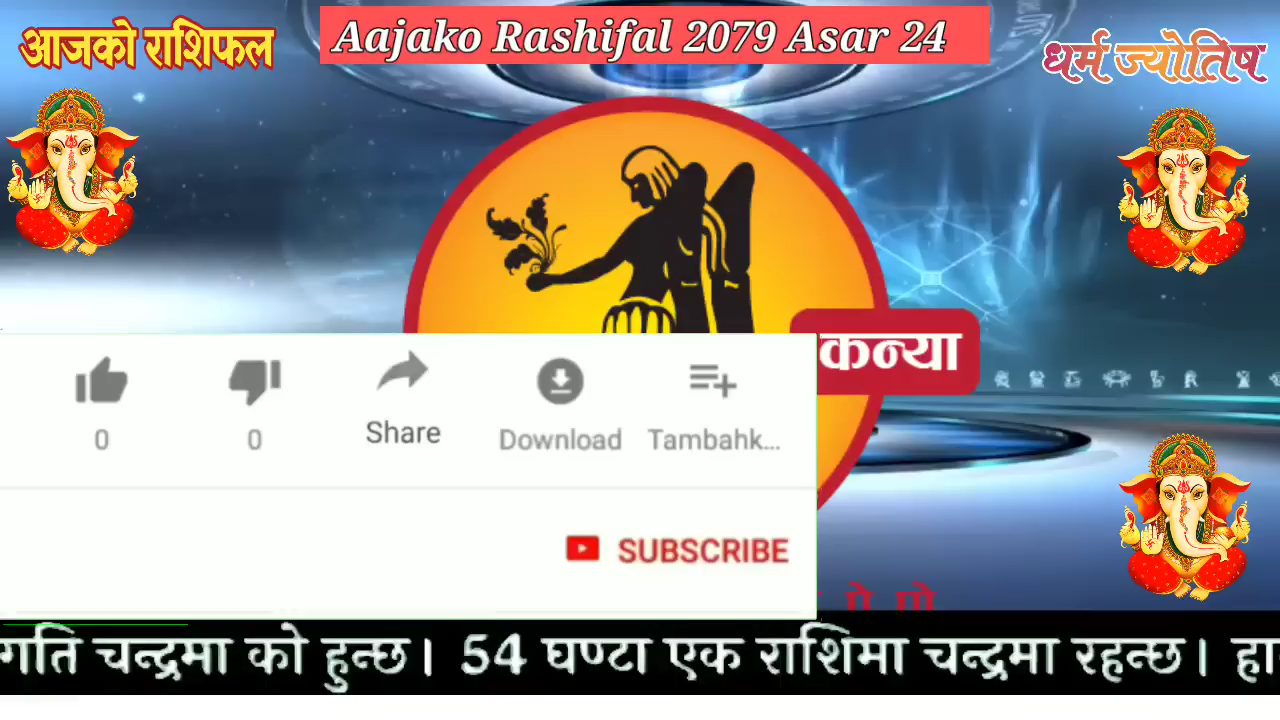 आजको राशिफल
Aajako Rashifal 2079 Asar 24
धर्म ज्योतिष
कन्या
0 0 Share Download Tambahk...
SUBSCRIBE
पे पो
गति चन्द्रमा को हुन्छ। 54 घण्टा एक राशिमा चन्द्रमा रहन्छ।